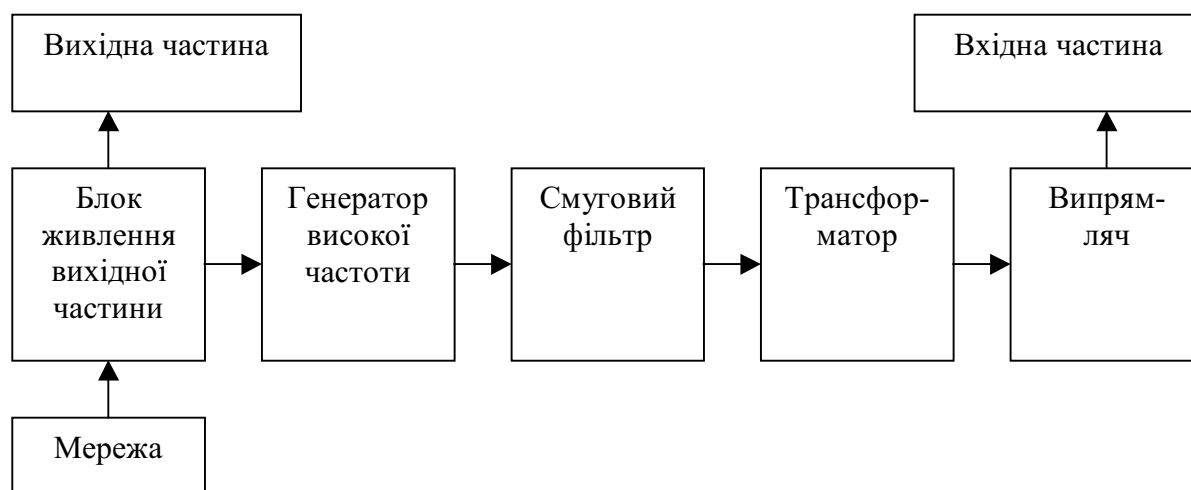 Вихідна частина
Вхідна частина
Блок
живлення
вихідної
частини
Генератор
високої
частоти
Смуговий
фільтр
Трансфор-
матор
Випрям-
ляч
Мережа